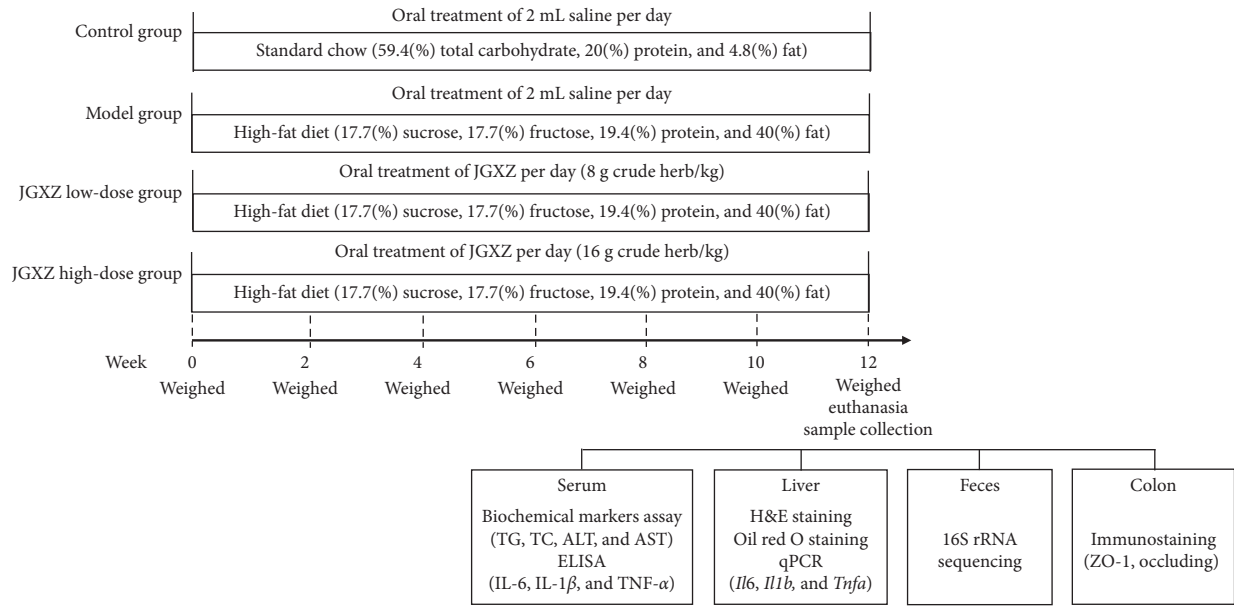 Oral treatment of 2 mL saline per day
Control group
Standard chow (59.4(%) total carbohydrate, 20(%) protein, and 4.8(%) fat)
Oral treatment of 2 mL saline per day
Model group
High-fat diet (17.7(%) sucrose, 17.7(%) fructose, 19.4(%) protein, and 40(%) fat)
Oral treatment of JGXZ per day (8 g crude herb/kg)
JGXZ low-dose group
High-fat diet (17.7(%) sucrose, 17.7(%) fructose, 19.4(%) protein, and 40(%) fat)
Oral treatment of JGXZ per day (16 g crude herb/kg)
JGXZ high-dose group
High-fat diet (17.7(%) sucrose, 17.7(%) fructose, 19.4(%) protein, and 40(%) fat)
Week 0 2 4 6 8 10 12
Weighed Weighed Weighed Weighed Weighed Weighed Weighed
euthanasia
sample collection
Serum
Biochemical markers assay
(TG, TC, ALT, and AST)
ELISA
(IL-6, IL-1β, and TNF-α)
Liver
H&E staining
Oil red O staining
qPCR
(Il6, Il1b, and Tnfa)
Feces
16S rRNA
sequencing
Colon
Immunostaining
(ZO-1, occluding)